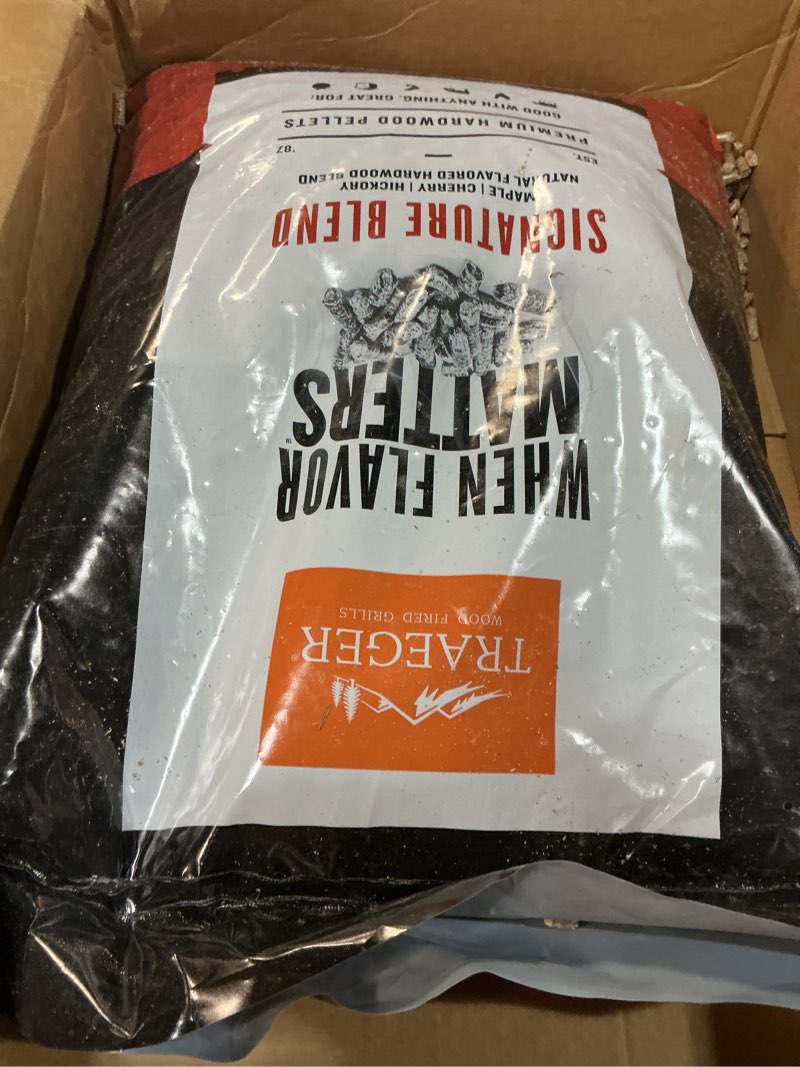 TRAEGER®
WOOD FIRED GRILLS
WHEN FLAVOR
MATTERS™
SIGNATURE BLEND
MAPLE | CHERRY | HICKORY
NATURAL FLAVORED HARDWOOD BLEND
EST. '87
PREMIUM HARDWOOD PELLETS
GOOD WITH ANYTHING. GREAT FOR: